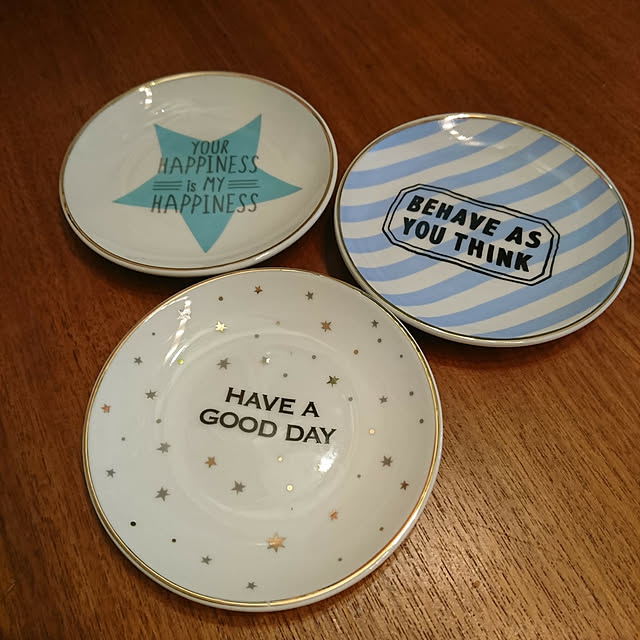 YOUR
HAPPINESS
is MY
HAPPINESS
BEHAVE AS
YOU THINK
HAVE A
GOOD DAY